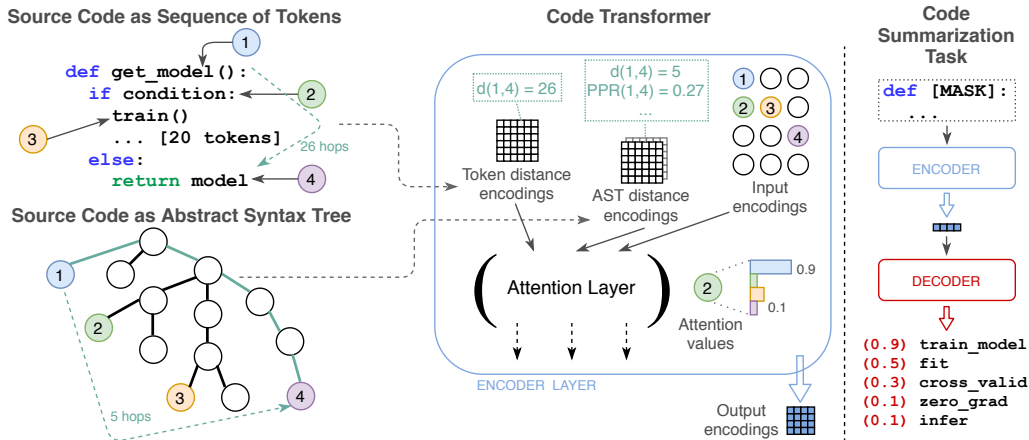 Source Code as Sequence of Tokens
1
def get_model():
if condition:
2
train()
3
... [20 tokens]
26 hops
else:
return model
4
Source Code as Abstract Syntax Tree
1
2
3
4
5 hops
Code Transformer
d(1,4) = 26
d(1,4) = 5
PPR(1,4) = 0.27
...
1
2
3
4
Token distance
encodings
AST distance
encodings
Input
encodings
( Attention Layer )
2
0.9
0.1
Attention
values
ENCODER LAYER
Output
encodings
Code
Summarization
Task
def [MASK]:
...
ENCODER
DECODER
(0.9) train_model
(0.5) fit
(0.3) cross_valid
(0.1) zero_grad
(0.1) infer